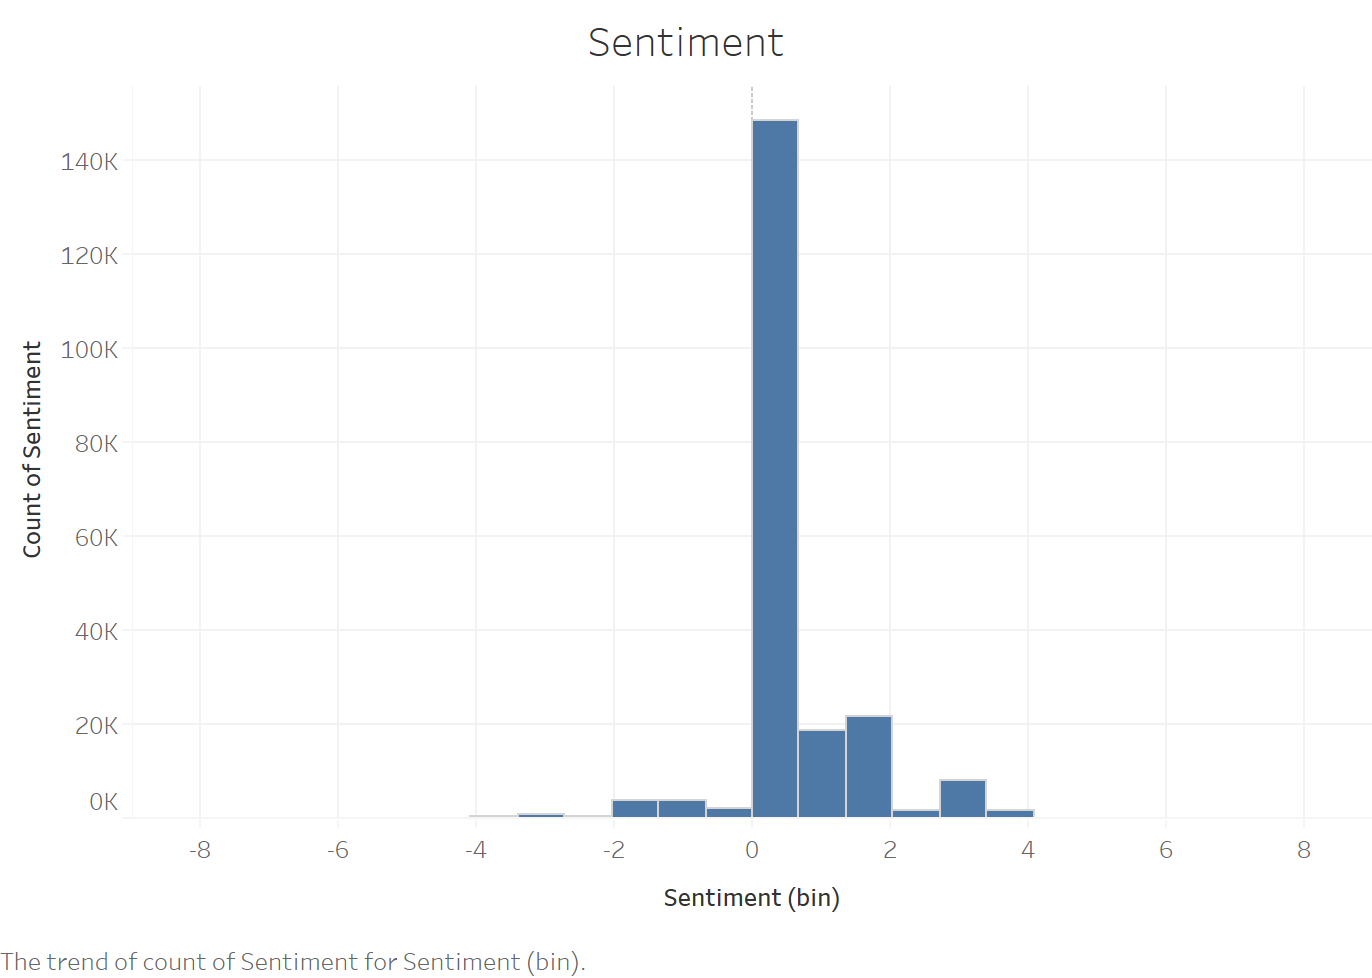 Sentiment
140K
120K
100K
80K
60K
40K
20K
0K
Count of Sentiment
-8 -6 -4 -2 0 2 4 6 8
Sentiment (bin)
The trend of count of Sentiment for Sentiment (bin).